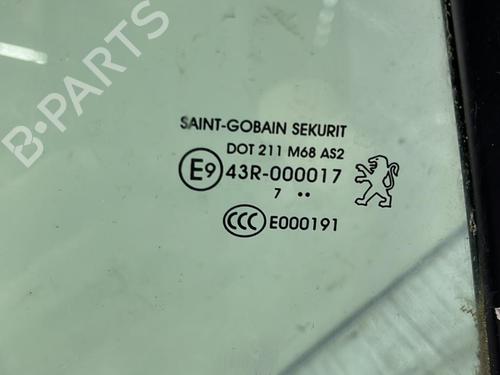 B-PARTS
SAINT-GOBAIN SEKURIT
DOT 211 M68 AS2
E9 43R-000017
7 ••
CCC E000191